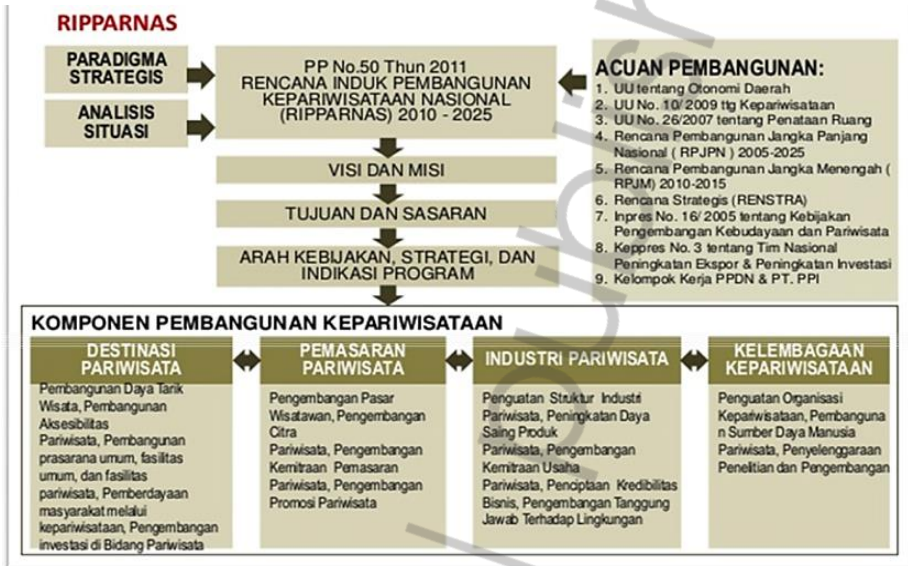 RIPPARNAS
PARADIGMA
STRATEGIS
ANALISIS
SITUASI
PP No.50 Thun 2011
RENCANA INDUK PEMBANGUNAN
KEPARIWISATAAN NASIONAL
(RIPPARNAS) 2010 - 2025
VISI DAN MISI
TUJUAN DAN SASARAN
ARAH KEBIJAKAN, STRATEGI, DAN
INDIKASI PROGRAM
ACUAN PEMBANGUNAN:
1. UU tentang Otonomi Daerah
2. UU No. 10/ 2009 ttg Kepariwisataan
3. UU No. 26/2007 tentang Penataan Ruang
4. Rencana Pembangunan Jangka Panjang
Nasional ( RPJPN ) 2005-2025
5. Rencana Pembangunan Jangka Menengah (
RPJM) 2010-2015
6. Rencana Strategis (RENSTRA)
7. Inpres No. 16/ 2005 tentang Kebijakan
Pengembangan Kebudayaan dan Pariwisata
8. Keppres No. 3 tentang Tim Nasional
Peningkatan Ekspor & Peningkatan Investasi
9. Kelompok Kerja PPDN & PT. PPI
KOMPONEN PEMBANGUNAN KEPARIWISATAAN
DESTINASI
PARIWISATA
Pembangunan Daya Tarik
Wisata, Pembangunan
Aksesibilitas
Pariwisata, Pembangunan
prasarana umum, fasilitas
umum, dan fasilitas
pariwisata, Pemberdayaan
masyarakat melalui
kepariwisataan, Pengembangan
investasi di Bidang Pariwisata
PEMASARAN
PARIWISATA
Pengembangan Pasar
Wisatawan, Pengembangan
Citra
Pariwisata, Pengembangan
Kemitraan Pemasaran
Pariwisata, Pengembangan
Promosi Pariwisata
INDUSTRI PARIWISATA
Penguatan Struktur Industri
Pariwisata, Peningkatan Daya
Saing Produk
Pariwisata, Pengembangan
Kemitraan Usaha
Pariwisata, Penciptaan Kredibilitas
Bisnis, Pengembangan Tanggung
Jawab Terhadap Lingkungan
KELEMBAGAAN
KEPARIWISATAAN
Penguatan Organisasi
Kepariwisataan, Pembanguna
n Sumber Daya Manusia
Pariwisata, Penyelenggaraan
Penelitian dan Pengembangan